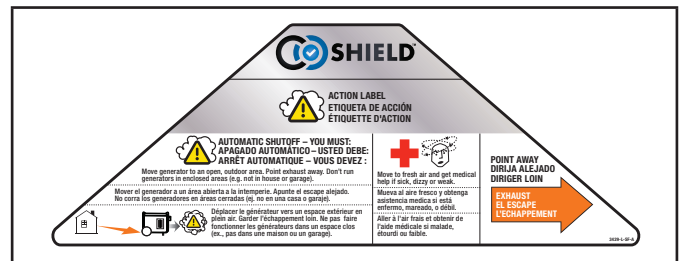 CO SHIELD™
ACTION LABEL
ETIQUETA DE ACCIÓN
ÉTIQUETTE D'ACTION
AUTOMATIC SHUTOFF – YOU MUST:
APAGADO AUTOMÁTICO – USTED DEBE:
ARRÊT AUTOMATIQUE – VOUS DEVEZ :
Move generator to an open, outdoor area. Point exhaust away. Don't run
generators in enclosed areas (e.g. not in house or garage).
Mover el generador a un área abierta a la intemperie. Apunte el escape alejado.
No corra los generadores en áreas cerradas (ej. no en una casa o garaje).
Déplacer le générateur vers un espace extérieur en
plein air. Garder l'échappement loin. Ne pas faire
fonctionner les générateurs dans un espace clos
(ex., pas dans une maison ou un garage).
Move to fresh air and get medical
help if sick, dizzy or weak.
Mueva al aire fresco y obtenga
asistencia medica si está
enfermo, mareado, o débil.
Aller à l'air frais et obtenir de
l'aide médicale si malade,
étourdi ou faible.
POINT AWAY
DIRIJA ALEJADO
DIRIGER LOIN
EXHAUST
EL ESCAPE
L'ÉCHAPPEMENT
3439-L-SF-A